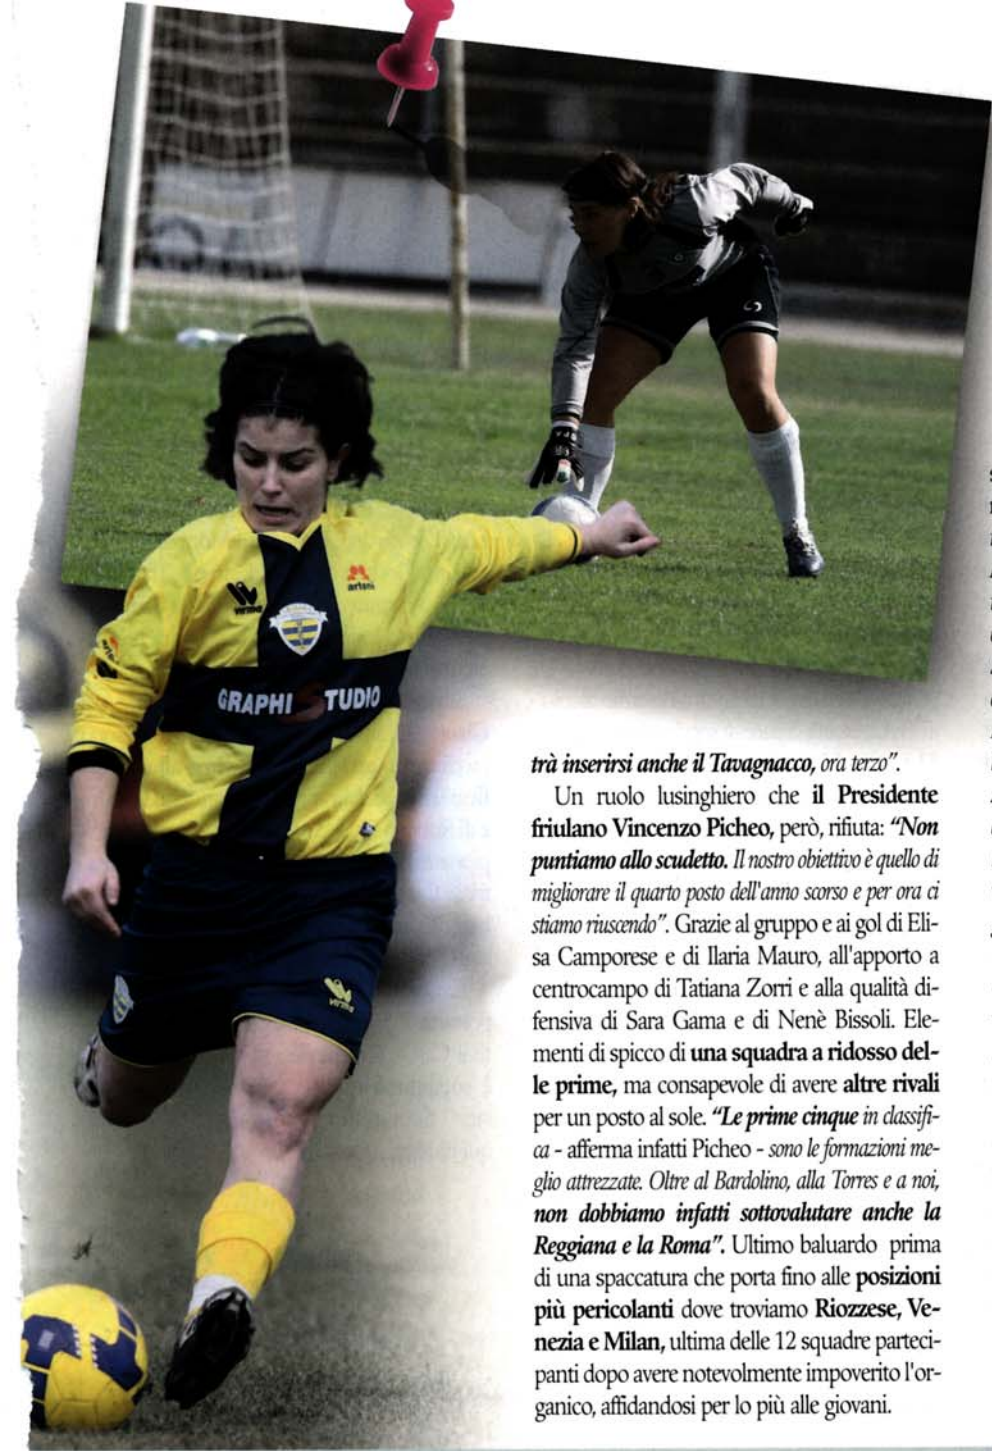 arteni
GRAPHI STUDIO
trà inserirsi anche il Tavagnacco, ora terzo”.
Un ruolo lusinghiero che il Presidente
friulano Vincenzo Picheo, però, rifiuta: “Non
puntiamo allo scudetto. Il nostro obiettivo è quello di
migliorare il quarto posto dell'anno scorso e per ora ci
stiamo riuscendo”. Grazie al gruppo e ai gol di Eli-
sa Camporese e di Ilaria Mauro, all'apporto a
centrocampo di Tatiana Zorri e alla qualità di-
fensiva di Sara Gama e di Nenè Bissoli. Ele-
menti di spicco di una squadra a ridosso del-
le prime, ma consapevole di avere altre rivali
per un posto al sole. “Le prime cinque in classifi-
ca - afferma infatti Picheo - sono le formazioni me-
glio attrezzate. Oltre al Bardolino, alla Torres e a noi,
non dobbiamo infatti sottovalutare anche la
Reggiana e la Roma”. Ultimo baluardo prima
di una spaccatura che porta fino alle posizioni
più pericolanti dove troviamo Riozzese, Ve-
nezia e Milan, ultima delle 12 squadre parteci-
panti dopo avere notevolmente impoverito l'or-
ganico, affidandosi per lo più alle giovani.